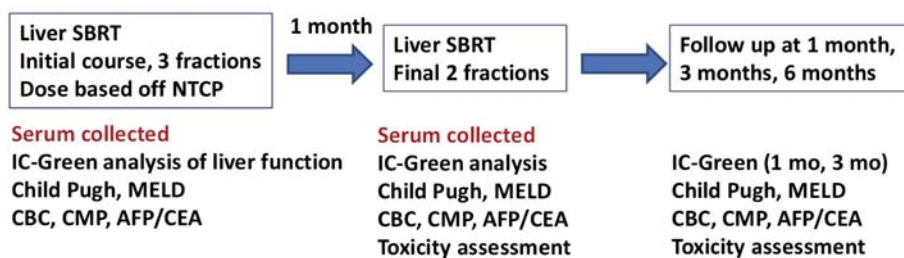 Liver SBRT
Initial course, 3 fractions
Dose based off NTCP
1 month
Liver SBRT
Final 2 fractions
Follow up at 1 month,
3 months, 6 months
Serum collected
IC-Green analysis of liver function
Child Pugh, MELD
CBC, CMP, AFP/CEA
Serum collected
IC-Green analysis
Child Pugh, MELD
CBC, CMP, AFP/CEA
Toxicity assessment
IC-Green (1 mo, 3 mo)
Child Pugh, MELD
CBC, CMP, AFP/CEA
Toxicity assessment